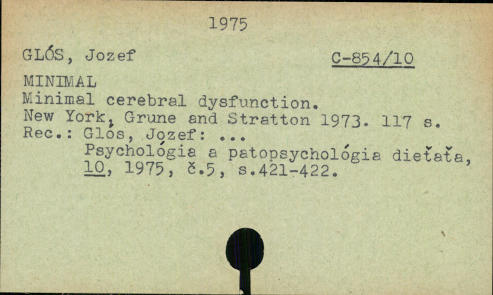 1975
GLÓS, Jozef C-854/10
MINIMAL
Minimal cerebral dysfunction.
New York, Grune and Stratton 1973. 117 s.
Rec.: Glós, Jozef: ...
Psychológia a patopsychológia dieťaťa,
10, 1975, č.5, s.421-422.